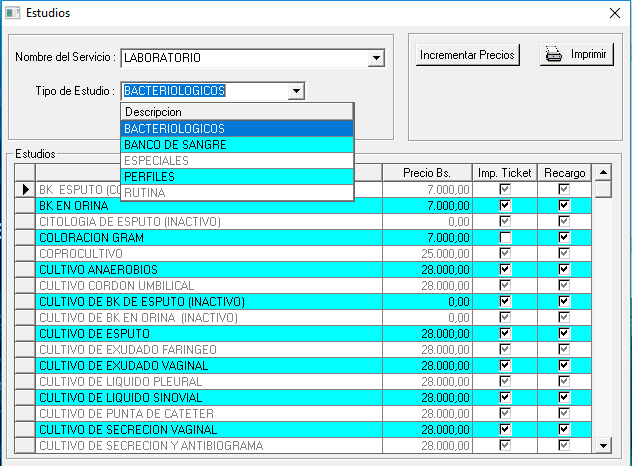 Estudios
Nombre del Servicio : LABORATORIO
Incrementar Precios
Imprimir
Tipo de Estudio : BACTERIOLOGICOS
Descripcion
BACTERIOLOGICOS
BANCO DE SANGRE
ESPECIALES
PERFILES
RUTINA
Estudios
Precio Bs. Imp. Ticket Recargo
BK ESPUTO (CO 7.000,00
BK EN ORINA 7.000,00
CITOLOGIA DE ESPUTO (INACTIVO) 0,00
COLORACION GRAM 7.000,00
COPROCULTIVO 25.000,00
CULTIVO ANAEROBIOS 28.000,00
CULTIVO CORDON UMBILICAL 28.000,00
CULTIVO DE BK DE ESPUTO (INACTIVO) 0,00
CULTIVO DE BK EN ORINA (INACTIVO) 0,00
CULTIVO DE ESPUTO 28.000,00
CULTIVO DE EXUDADO FARINGEO 28.000,00
CULTIVO DE EXUDADO VAGINAL 28.000,00
CULTIVO DE LIQUIDO PLEURAL 28.000,00
CULTIVO DE LIQUIDO SINOVIAL 28.000,00
CULTIVO DE PUNTA DE CATETER 28.000,00
CULTIVO DE SECRECION VAGINAL 28.000,00
CULTIVO DE SECRECION Y ANTIBIOGRAMA 28.000,00